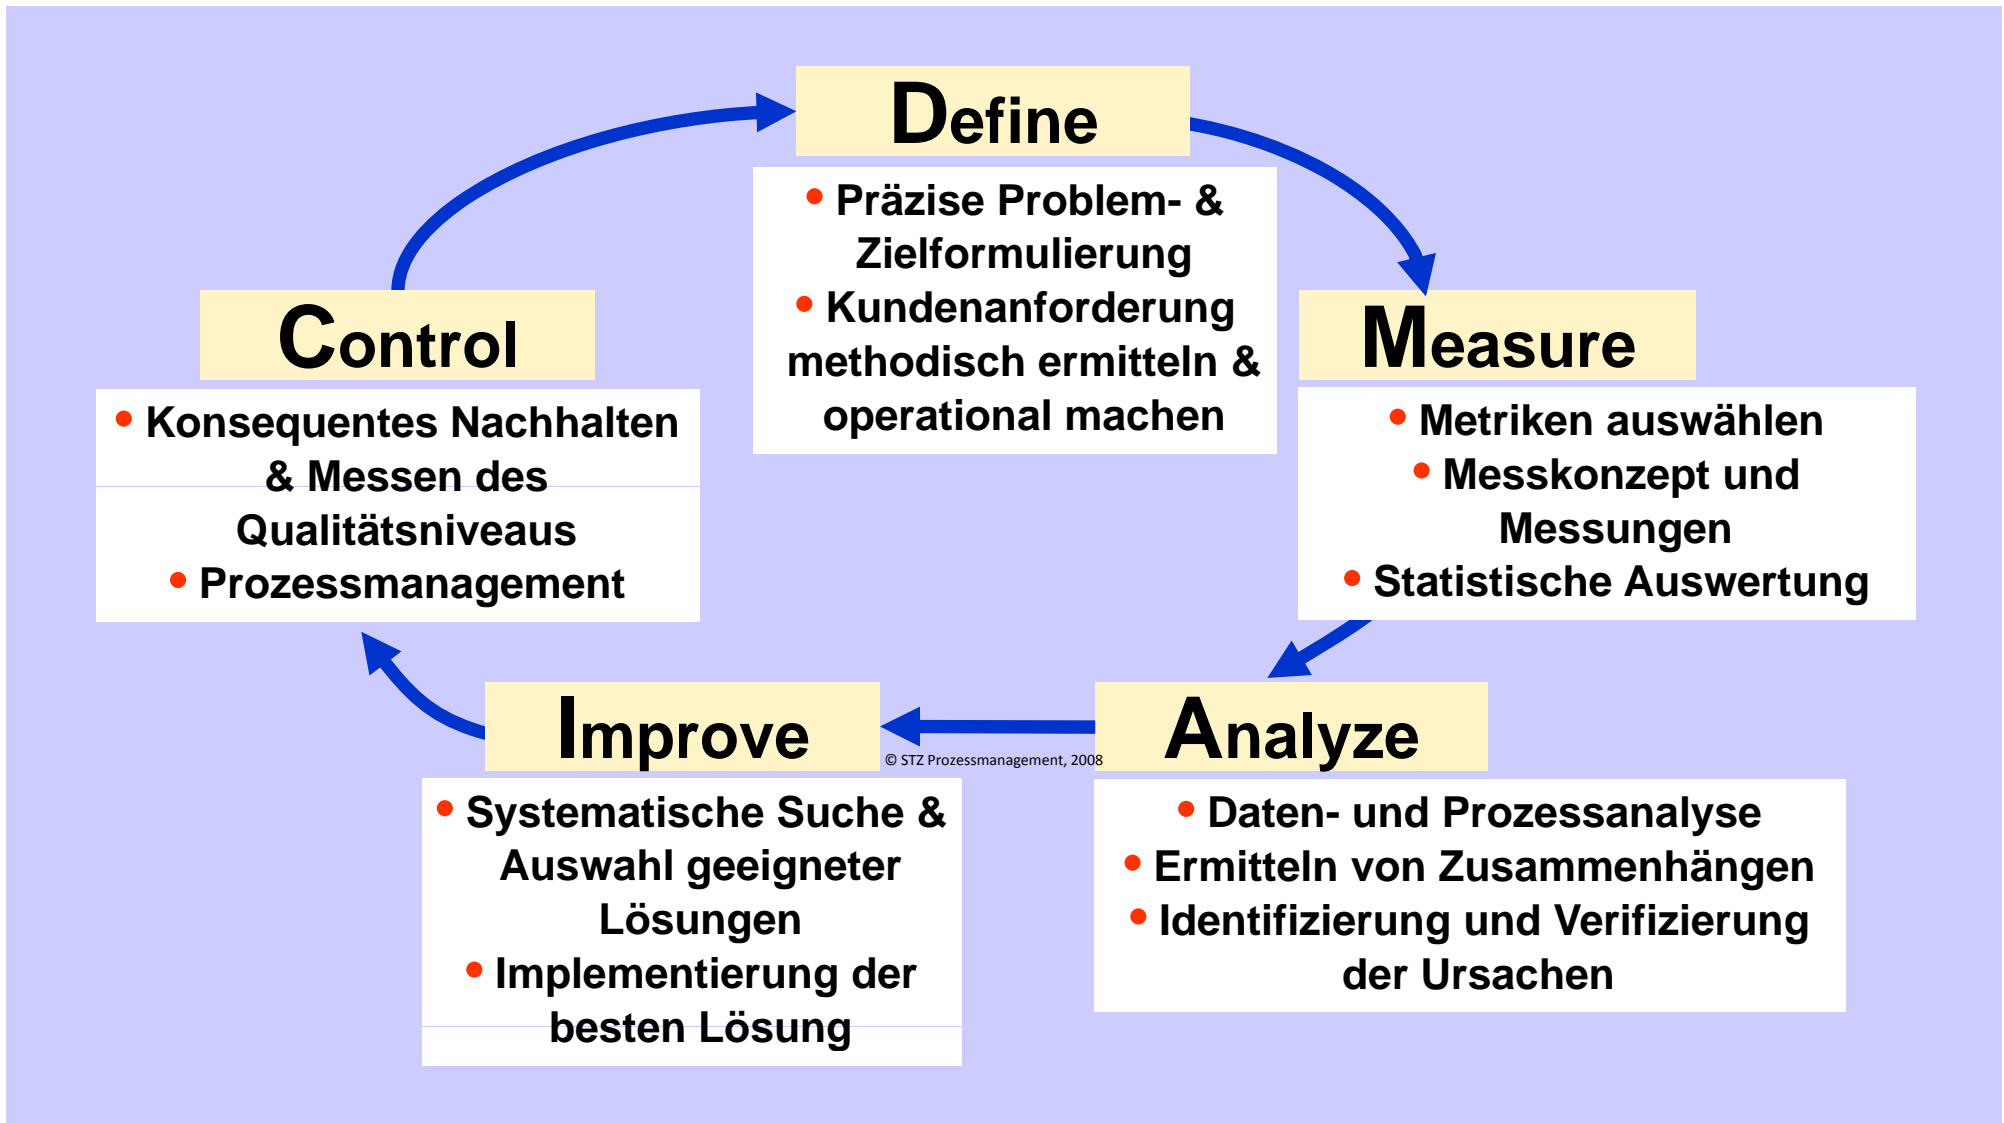 Define
• Präzise Problem- &
Zielformulierung
• Kundenanforderung
methodisch ermitteln &
operational machen
Measure
• Metriken auswählen
• Messkonzept und
Messungen
• Statistische Auswertung
Analyze
• Daten- und Prozessanalyse
• Ermitteln von Zusammenhängen
• Identifizierung und Verifizierung
der Ursachen
Improve
• Systematische Suche &
Auswahl geeigneter
Lösungen
• Implementierung der
besten Lösung
Control
• Konsequentes Nachhalten
& Messen des
Qualitätsniveaus
• Prozessmanagement
© STZ Prozessmanagement, 2008